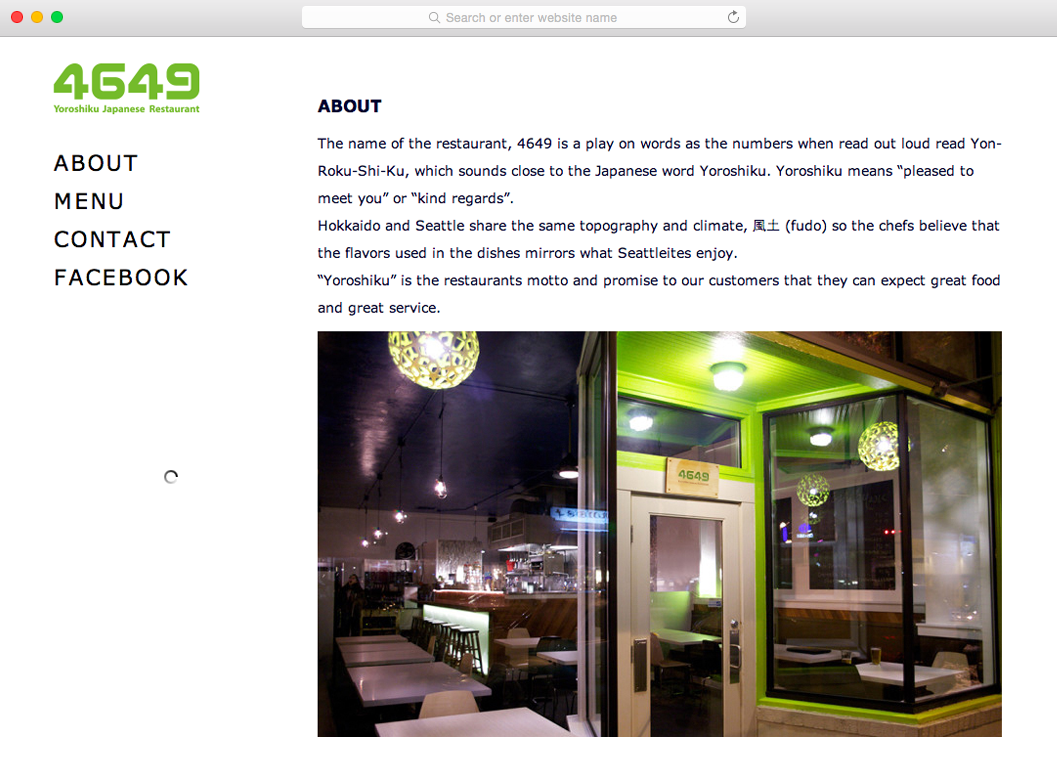 Search or enter website name
4649
Yoroshiku Japanese Restaurant
ABOUT
MENU
CONTACT
FACEBOOK
ABOUT
The name of the restaurant, 4649 is a play on words as the numbers when read out loud read Yon-
Roku-Shi-Ku, which sounds close to the Japanese word Yoroshiku. Yoroshiku means “pleased to
meet you” or “kind regards”.
Hokkaido and Seattle share the same topography and climate, 風土 (fudo) so the chefs believe that
the flavors used in the dishes mirrors what Seattleites enjoy.
“Yoroshiku” is the restaurants motto and promise to our customers that they can expect great food
and great service.
4649